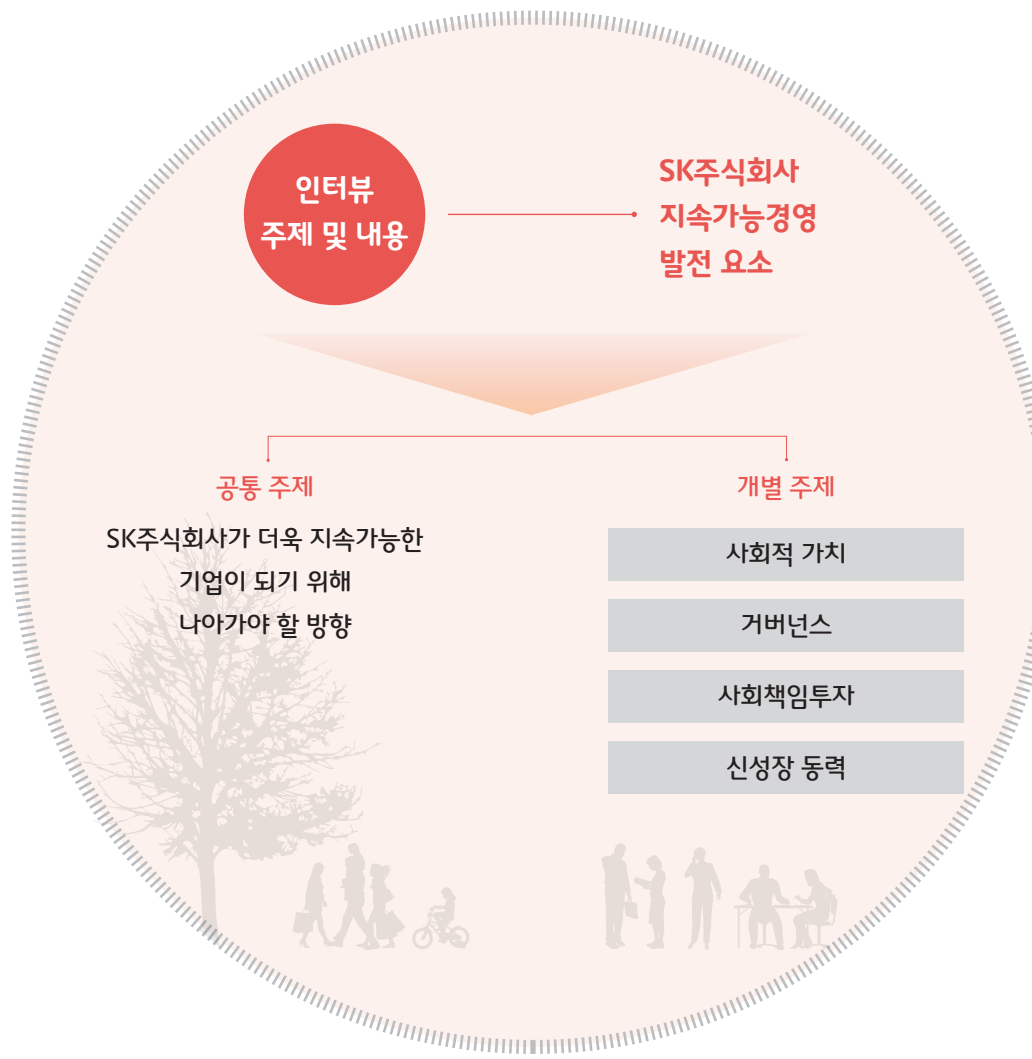 인터뷰
주제 및 내용
SK주식회사
지속가능경영
발전 요소
공통 주제
SK주식회사가 더욱 지속가능한
기업이 되기 위해
나아가야 할 방향
개별 주제
사회적 가치
거버넌스
사회책임투자
신성장 동력